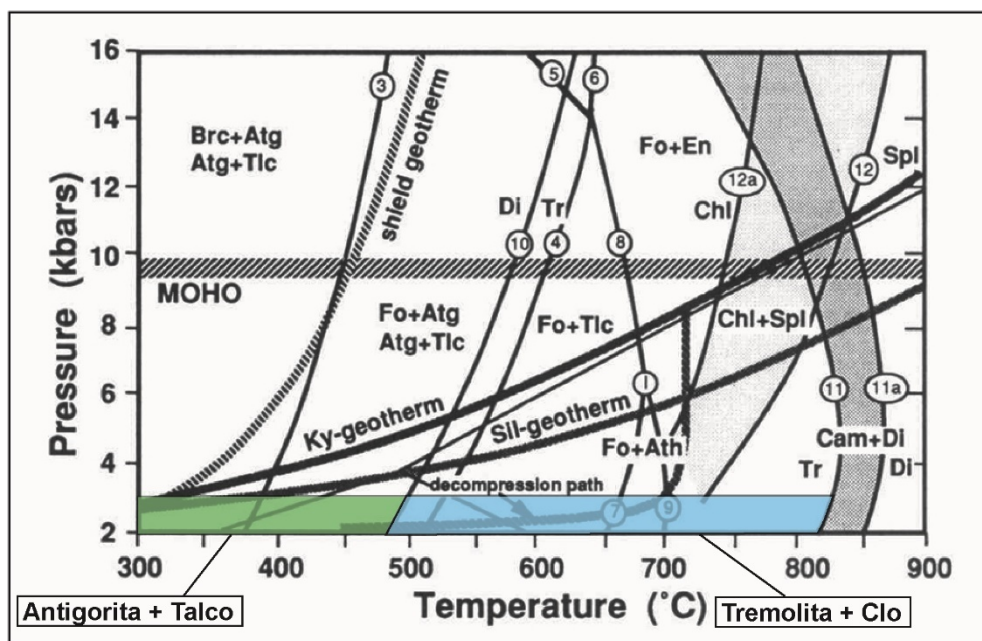 Pressure (kbars)
16
14
12
10
8
6
4
2
3
shield geotherm
5
6
Brc+Atg
Atg+Tlc
Fo+En
12a
12
Spl
Chl
Di
Tr
10
4
8
MOHO
Fo+Atg
Atg+Tlc
Fo+Tlc
Chl+Spl
Ky-geotherm
Sil-geotherm
I
11
11a
Fo+Ath
Cam+Di
Tr
Di
decompression path
7
9
300
400
500
600
700
800
900
Antigorita + Talco
Temperature (°C)
Tremolita + Clo